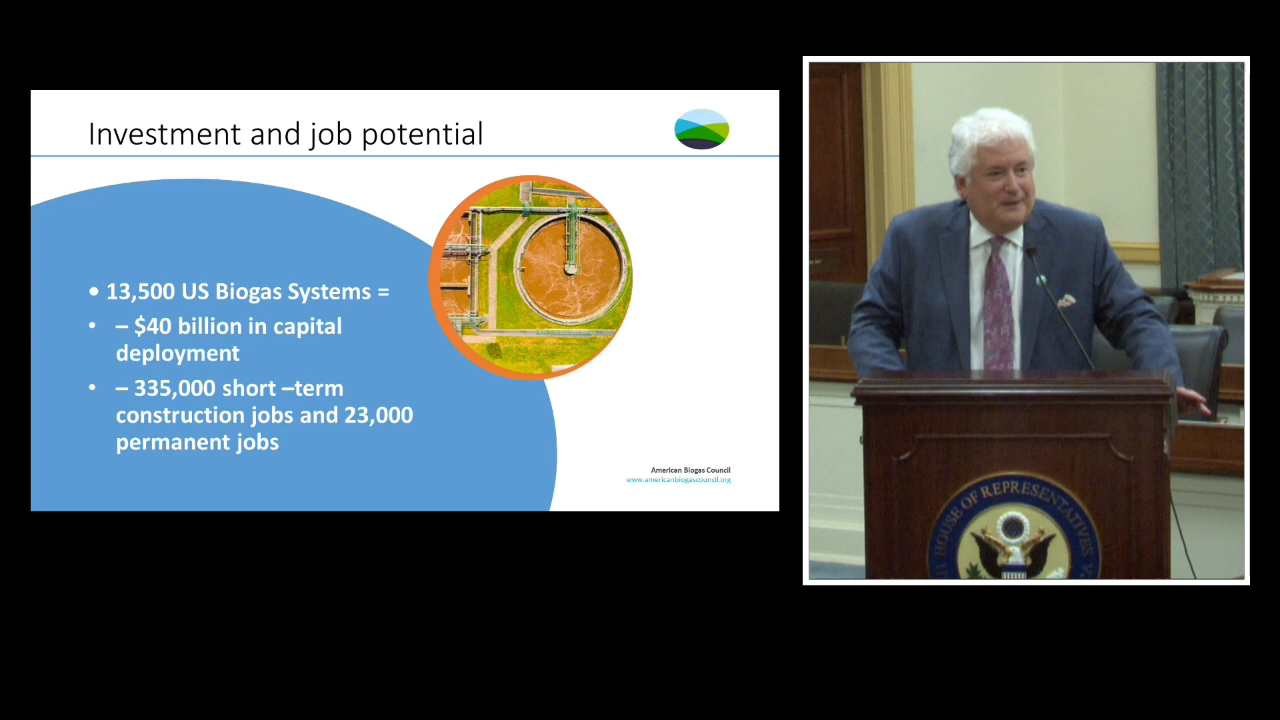 Investment and job potential
• 13,500 US Biogas Systems =
• – $40 billion in capital
deployment
• – 335,000 short –term
construction jobs and 23,000
permanent jobs
American Biogas Council
www.americanbiogascouncil.org
HOUSE OF REPRESENTATIVES